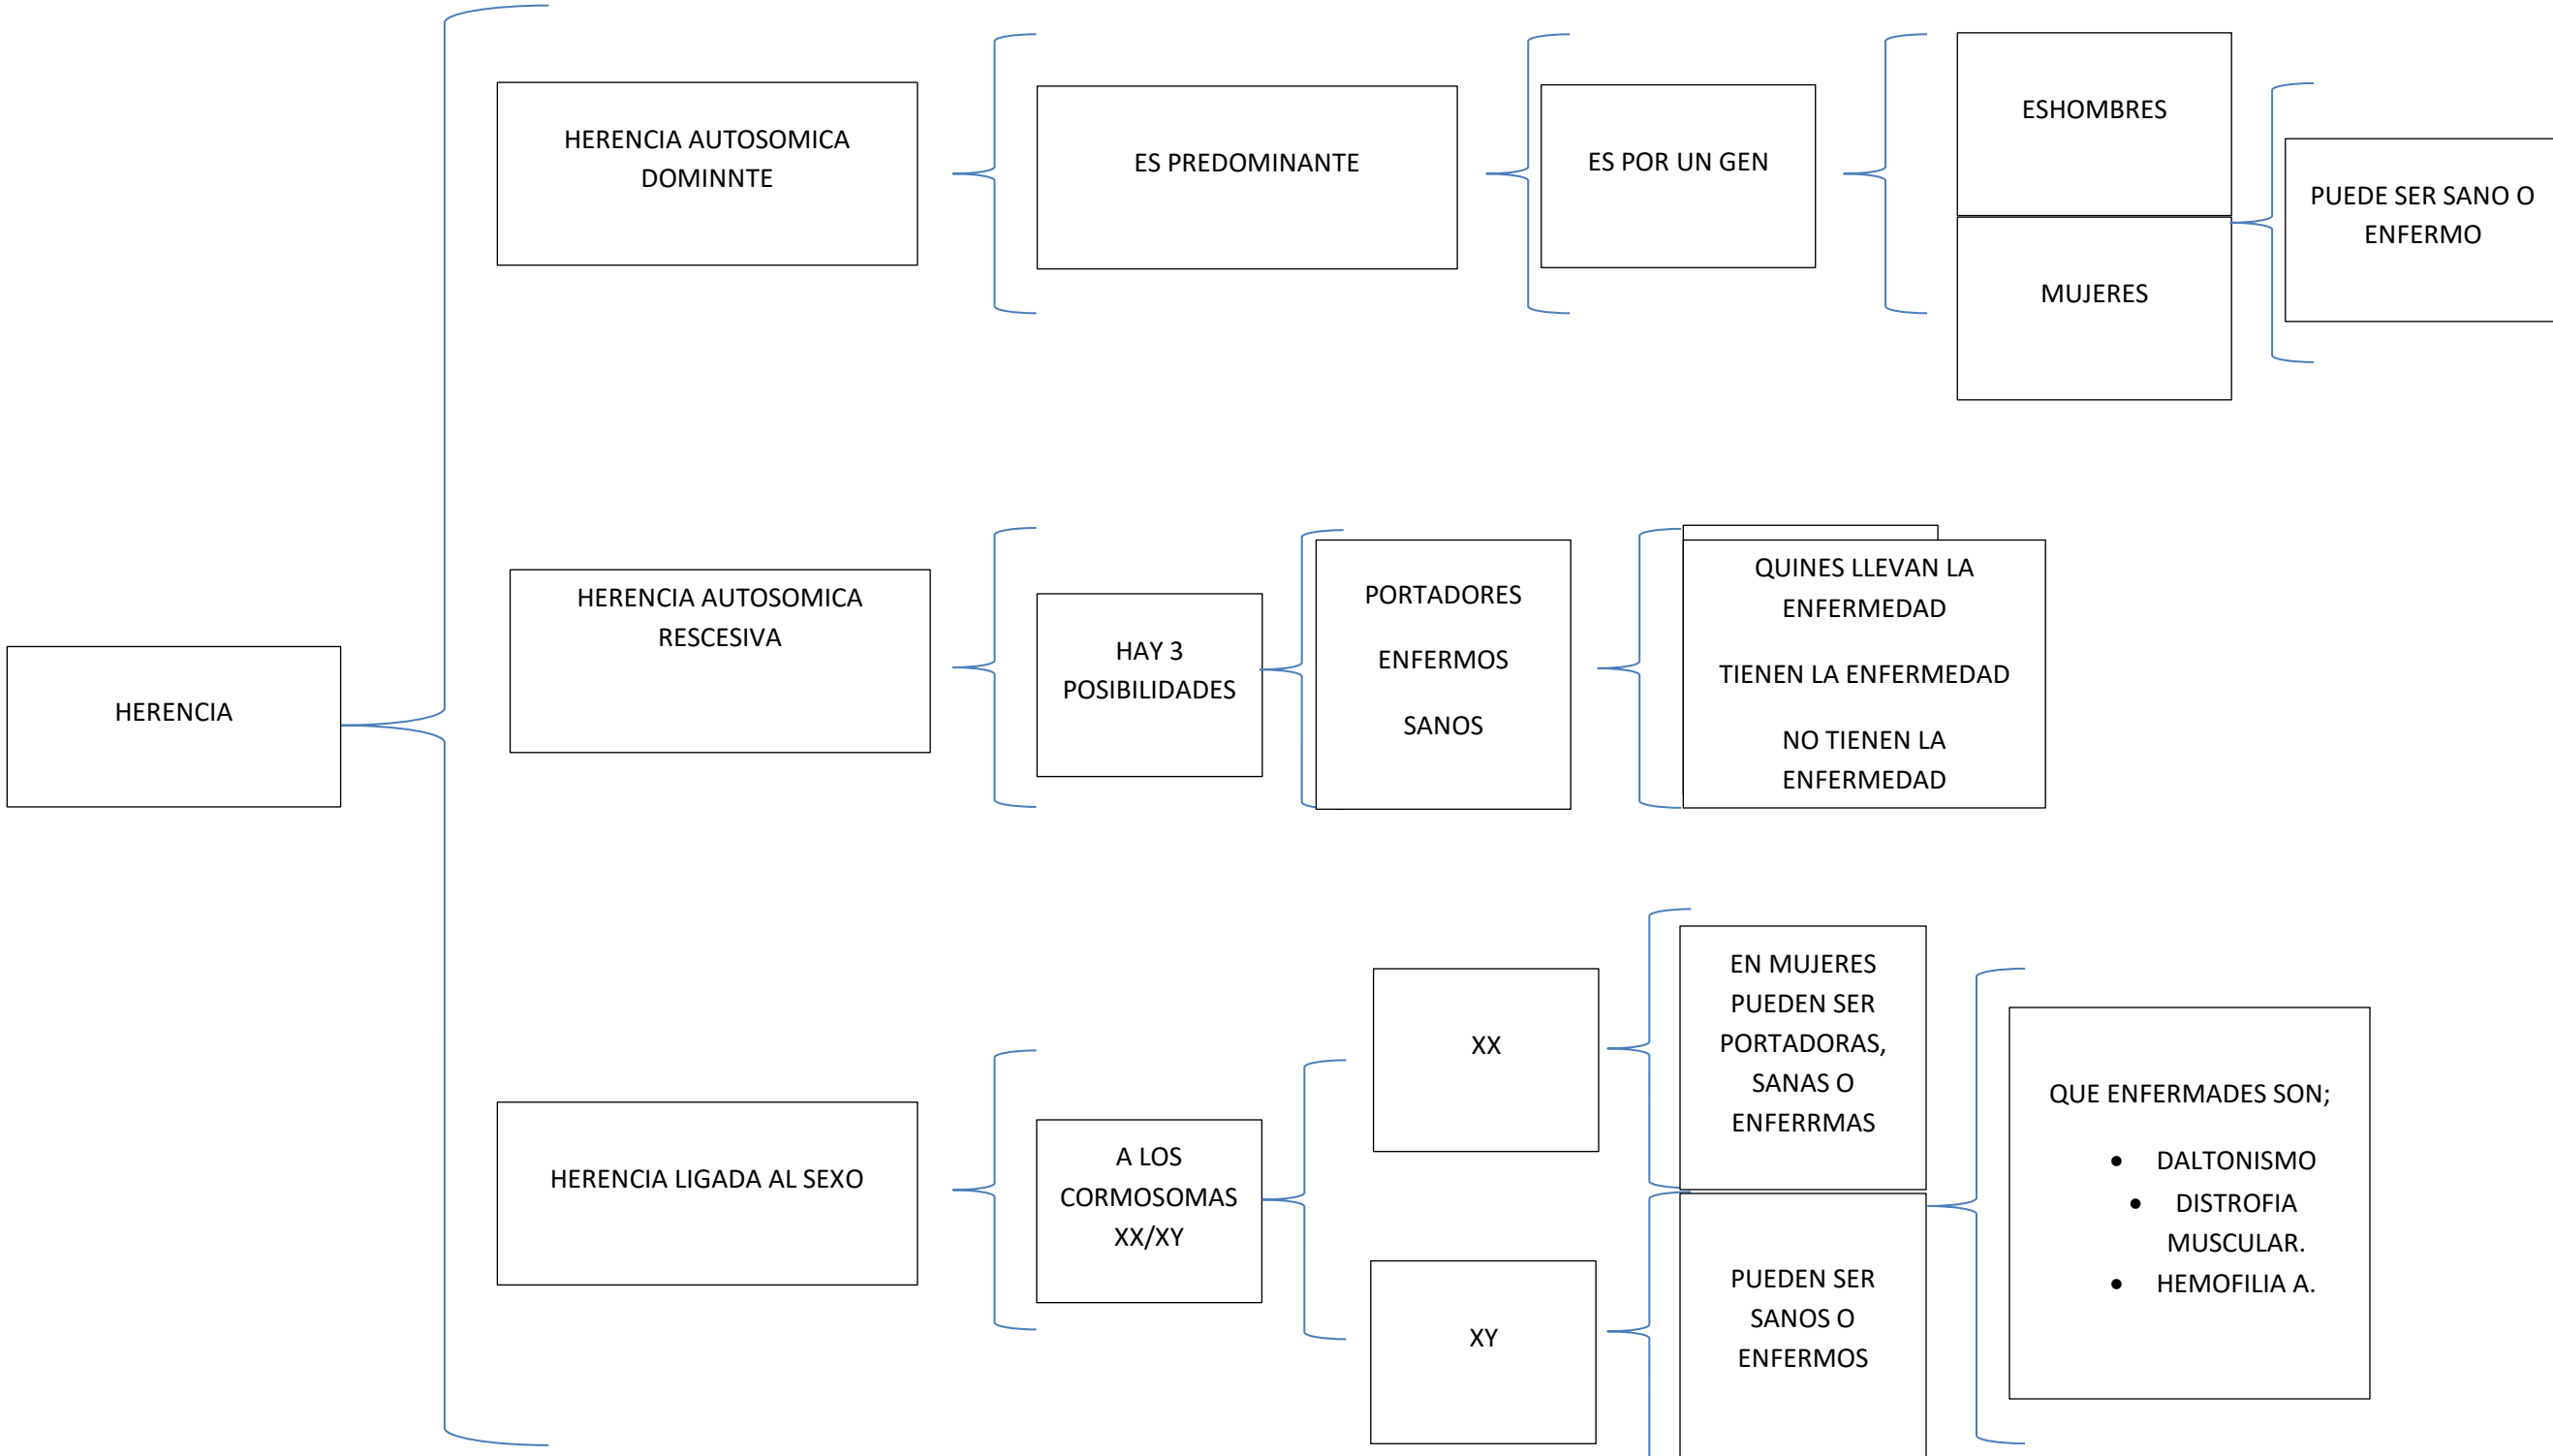 HERENCIA
HERENCIA AUTOSOMICA
DOMINNTE
ES PREDOMINANTE
ES POR UN GEN
ESHOMBRES
MUJERES
PUEDE SER SANO O
ENFERMO
HERENCIA AUTOSOMICA
RESCESIVA
HAY 3
POSIBILIDADES
PORTADORES
ENFERMOS
SANOS
QUINES LLEVAN LA
ENFERMEDAD
TIENEN LA ENFERMEDAD
NO TIENEN LA
ENFERMEDAD
HERENCIA LIGADA AL SEXO
A LOS
CORMOSOMAS
XX/XY
XX
EN MUJERES
PUEDEN SER
PORTADORAS,
SANAS O
ENFERRMAS
XY
PUEDEN SER
SANOS O
ENFERMOS
QUE ENFERMADES SON;
• DALTONISMO
• DISTROFIA
MUSCULAR.
• HEMOFILIA A.